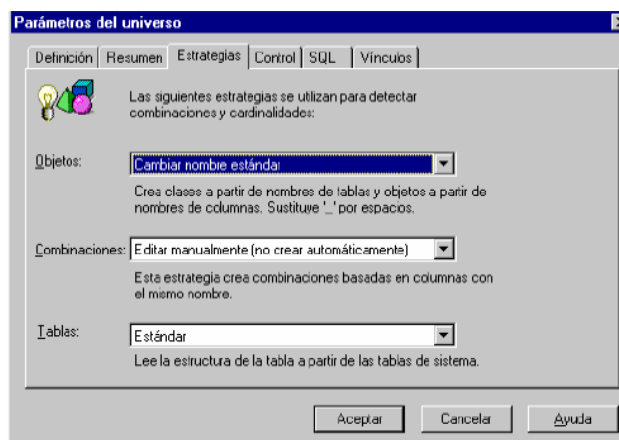 Parámetros del universo
Definición Resumen Estrategias Control SQL Vínculos
Las siguientes estrategias se utilizan para detectar
combinaciones y cardinalidades:
Objetos: Cambiar nombre estándar
Crea clases a partir de nombres de tablas y objetos a partir de
nombres de columnas. Sustituye '_' por espacios.
Combinaciones: Editar manualmente (no crear automáticamente)
Esta estrategia crea combinaciones basadas en columnas con
el mismo nombre.
Tablas: Estándar
Lee la estructura de la tabla a partir de las tablas de sistema.
Aceptar Cancelar Ayuda